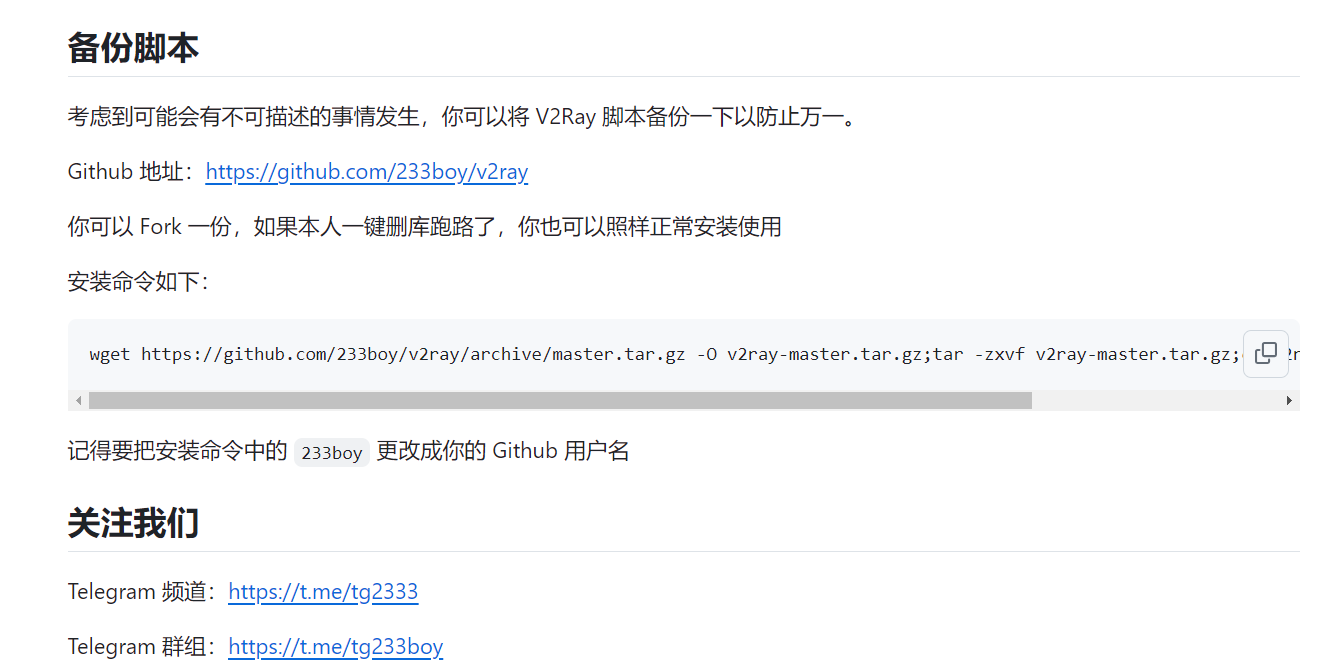 备份脚本
考虑到可能会有不可描述的事情发生，你可以将 V2Ray 脚本备份一下以防止万一。
Github 地址：https://github.com/233boy/v2ray
你可以 Fork 一份，如果本人一键删库跑路了，你也可以照样正常安装使用
安装命令如下：
wget https://github.com/233boy/v2ray/archive/master.tar.gz -O v2ray-master.tar.gz;tar -zxvf v2ray-master.tar.gz;
记得要把安装命令中的 233boy 更改成你的 Github 用户名
关注我们
Telegram 频道：https://t.me/tg2333
Telegram 群组：https://t.me/tg233boy